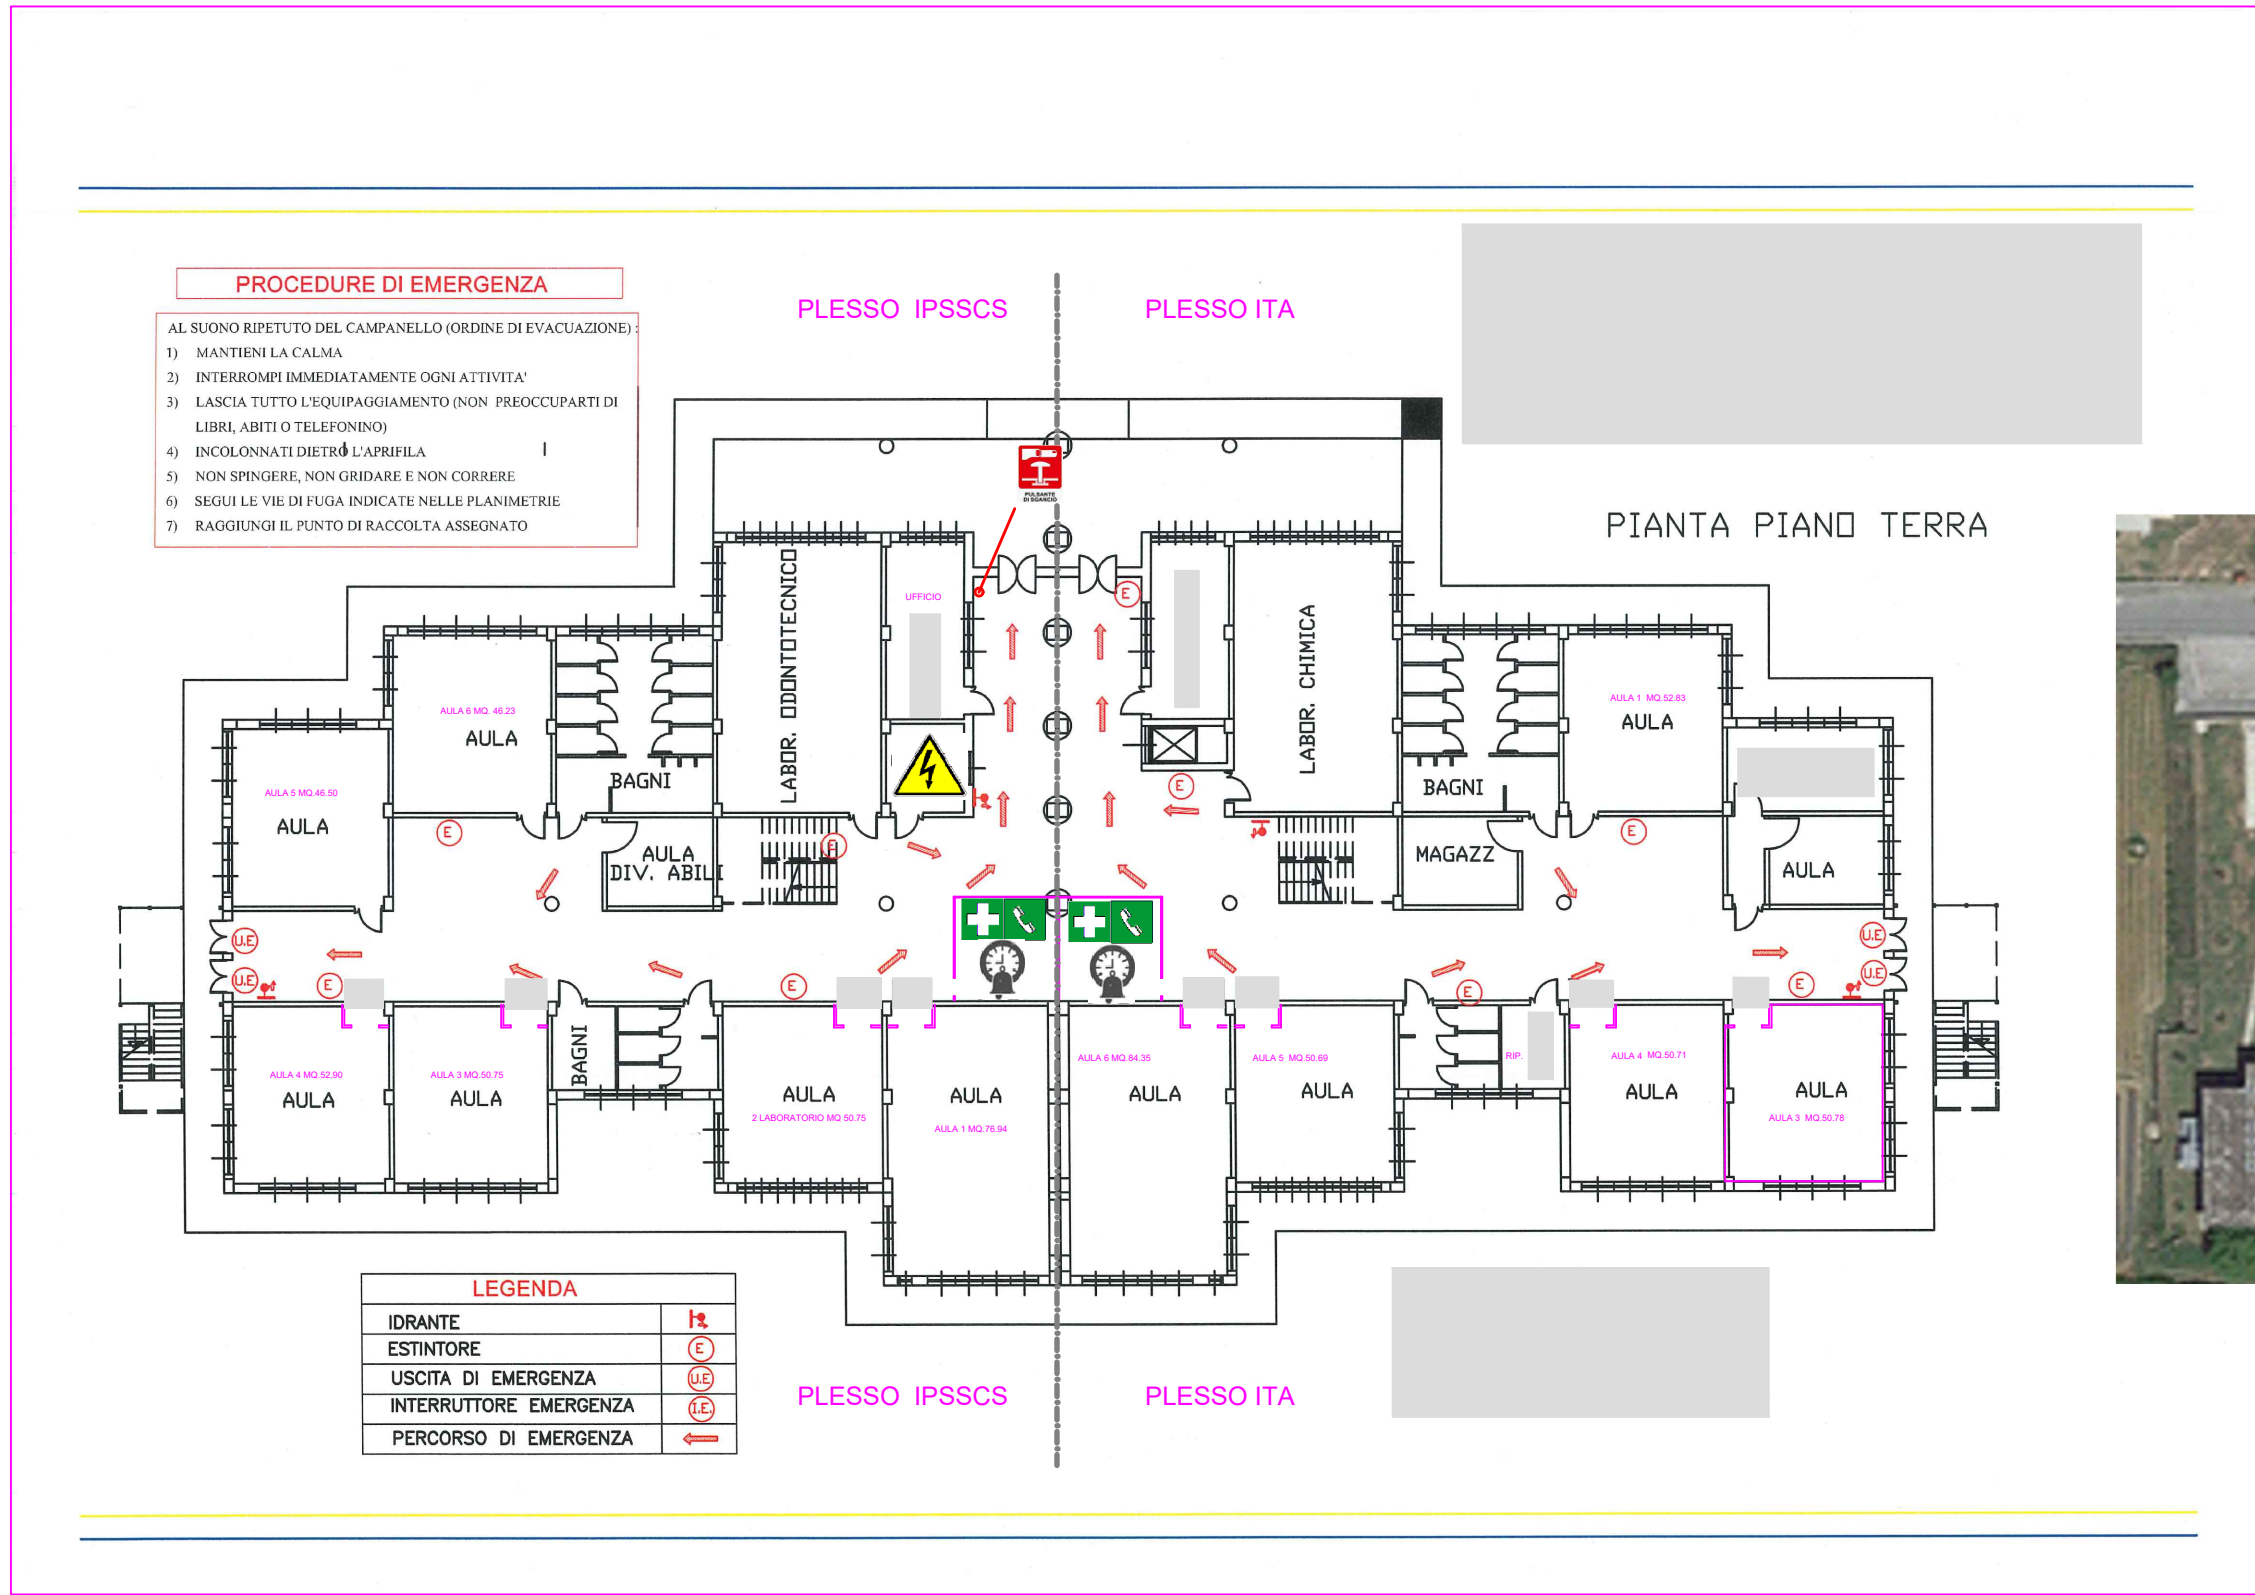 PROCEDURE DI EMERGENZA
AL SUONO RIPETUTO DEL CAMPANELLO (ORDINE DI EVACUAZIONE) :
1) MANTIENI LA CALMA
2) INTERROMPI IMMEDIATAMENTE OGNI ATTIVITA'
3) LASCIA TUTTO L'EQUIPAGGIAMENTO (NON PREOCCUPARTI DI
LIBRI, ABITI O TELEFONINO)
4) INCOLONNATI DIETRO L'APRIFILA
5) NON SPINGERE, NON GRIDARE E NON CORRERE
6) SEGUI LE VIE DI FUGA INDICATE NELLE PLANIMETRIE
7) RAGGIUNGI IL PUNTO DI RACCOLTA ASSEGNATO
PLESSO IPSSCS
PLESSO ITA
PIANTA PIANO TERRA
PULSANTE
DI SGANCIO
LABOR. ODONTOTECNICO
UFFICIO
E
LABOR. CHIMICA
AULA 6 MQ. 46.23
AULA
AULA 1 MQ.52.83
AULA
AULA 5 MQ.46.50
AULA
BAGNI
E
BAGNI
E
E
E
AULA
DIV. ABILI
MAGAZZ
AULA
U.E
U.E
U.E
U.E
E
E
E
E
AULA 4 MQ.52.90
AULA
AULA 3 MQ.50.75
AULA
BAGNI
AULA
2 LABORATORIO MQ 50.75
AULA
AULA 1 MQ.76.94
AULA 6 MQ.84.35
AULA
AULA 5 MQ.50.69
AULA
RIP.
AULA 4 MQ.50.71
AULA
AULA
AULA 3 MQ.50.78
LEGENDA
IDRANTE
ESTINTORE E
USCITA DI EMERGENZA U.E
INTERRUTTORE EMERGENZA I.E.
PERCORSO DI EMERGENZA
PLESSO IPSSCS
PLESSO ITA